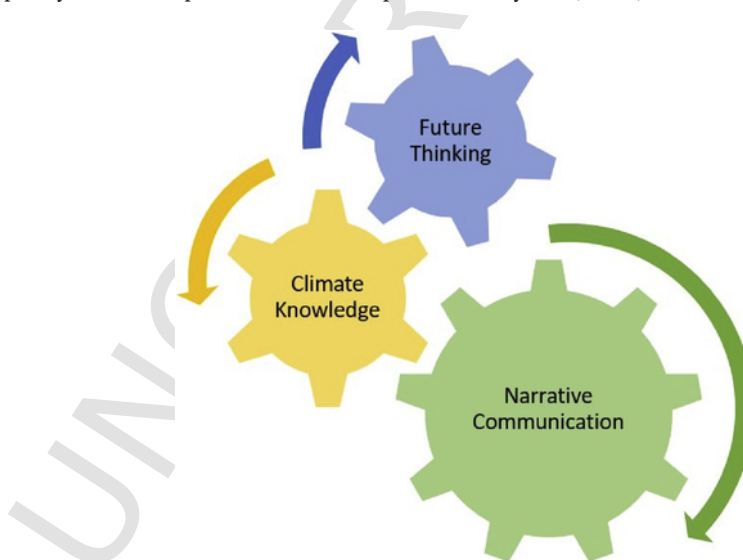 Future
Thinking
Climate
Knowledge
Narrative
Communication